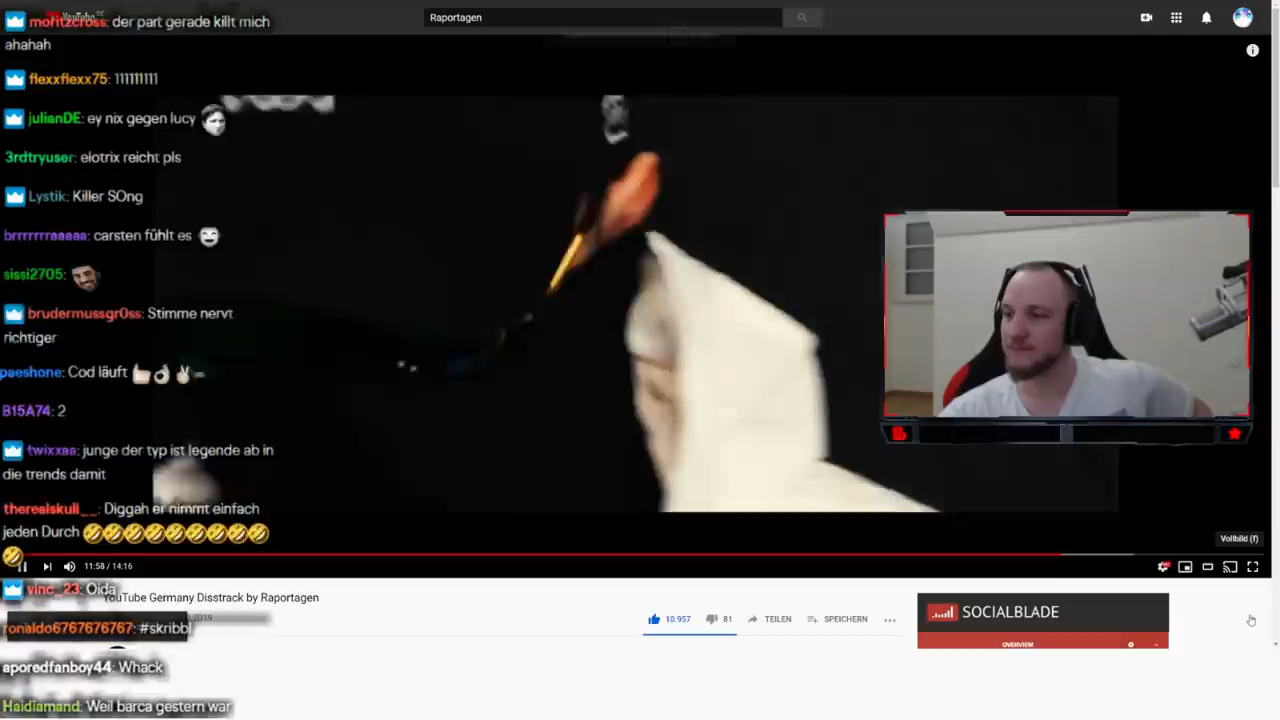 YouTube DE
Raportagen
moritzcross: der part gerade killt mich
ahahah
flexxflexx75: 111111111
julianDE: ey nix gegen lucy
3rdtryuser: elotrix reicht pls
Lystik: Killer SOng
brrrrrraaaaa: carsten fühlt es
sissi2705:
brudermussgr0ss: Stimme nervt
richtiger
paeshone: Cod läuft
B15A74: 2
twixxaa: junge der typ ist legende ab in
die trends damit
therealskull__: Diggah er nimmt einfach
jeden Durch
Vollbild (f)
11:58 / 14:16
vinc_23: Oida
YouTube Germany Disstrack by Raportagen
2019
10.957
81
TEILEN
SPEICHERN
SOCIALBLADE
OVERVIEW
ronaldo6767676767: #skribbl
aporedfanboy44: Whack
Haidiamand: Weil barca gestern war